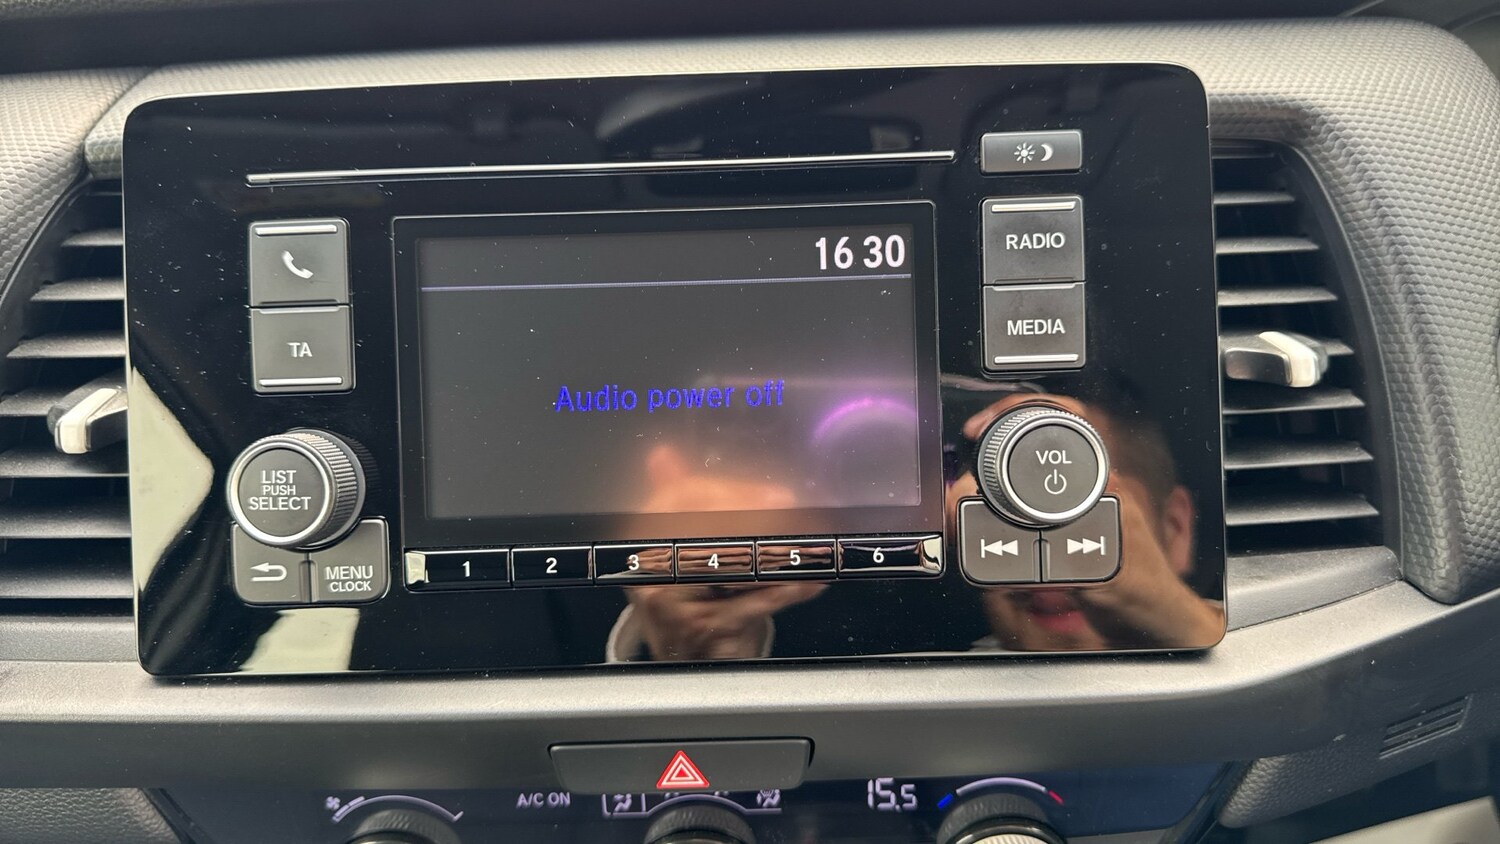 16 30
RADIO
TA
MEDIA
Audio power off
VOL
LIST
PUSH
SELECT
MENU
CLOCK
1 2 3 4 5 6
A/C ON
15.5